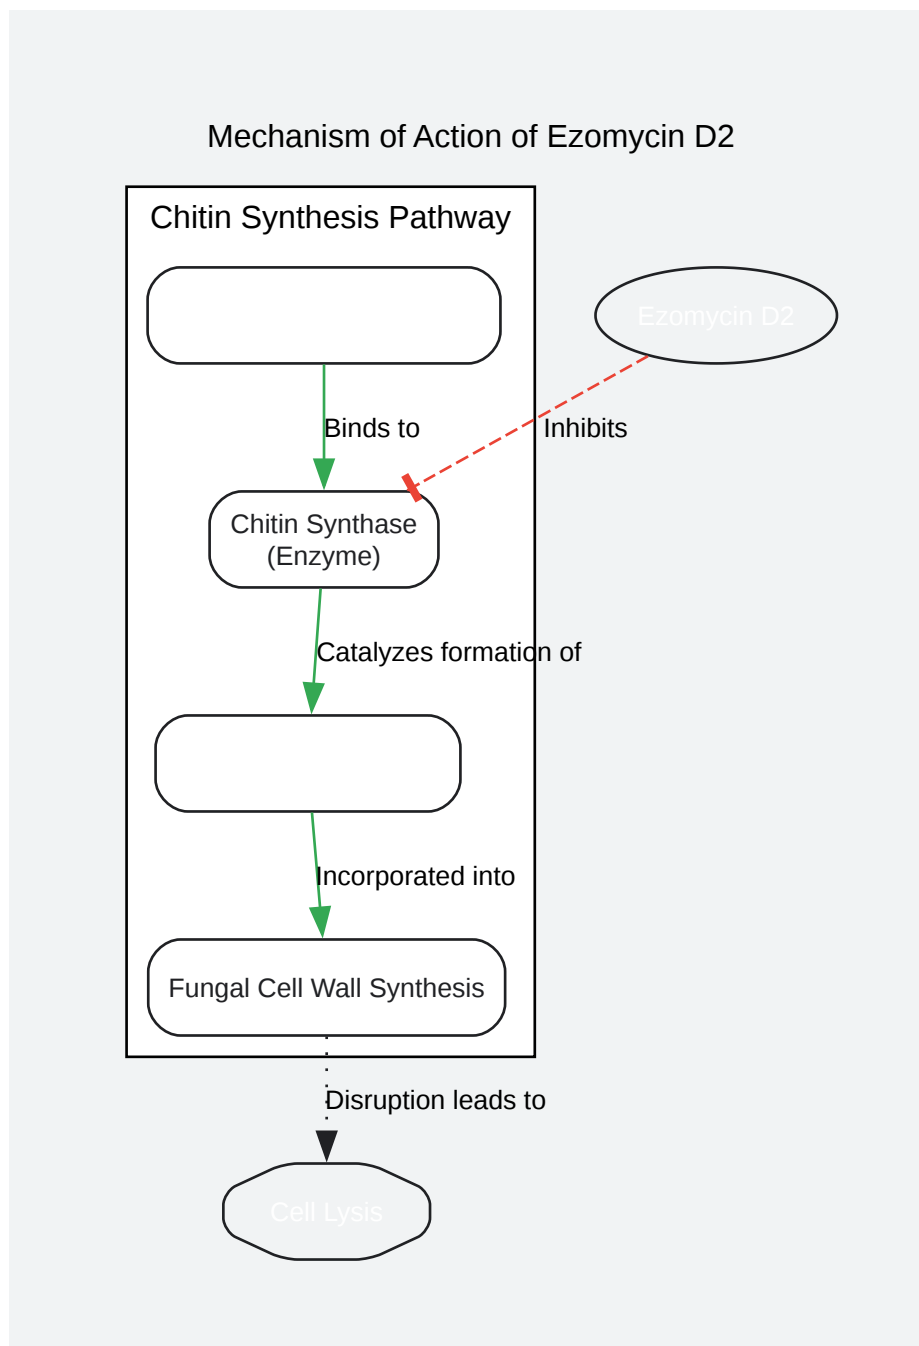 Mechanism of Action of Ezomycin D2
Chitin Synthesis Pathway
Ezomycin D2
Binds to
Inhibits
Chitin Synthase
(Enzyme)
Catalyzes formation of
Incorporated into
Fungal Cell Wall Synthesis
Disruption leads to
Cell Lysis